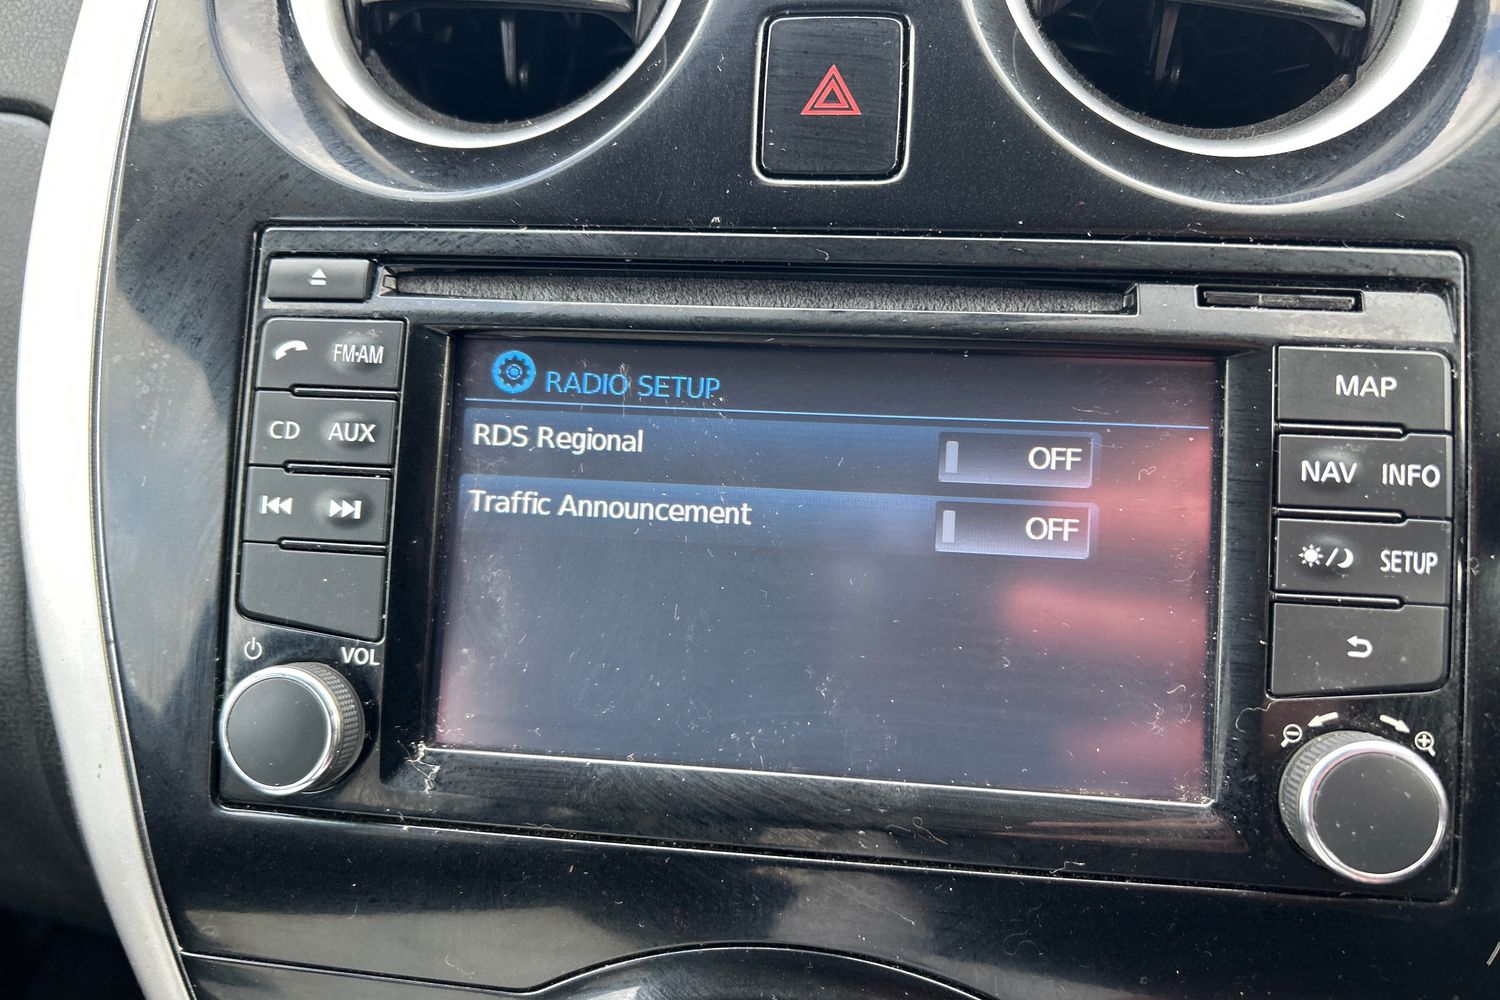 FM·AM
CD AUX
VOL
RADIO SETUP
RDS Regional OFF
Traffic Announcement OFF
MAP
NAV INFO
SETUP